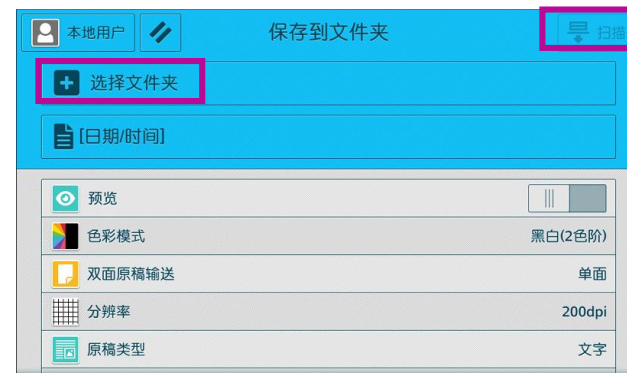 本地用户 保存到文件夹 扫描
选择文件夹
[日期/时间]
预览
色彩模式 黑白(2色阶)
双面原稿输送 单面
分辨率 200dpi
原稿类型 文字